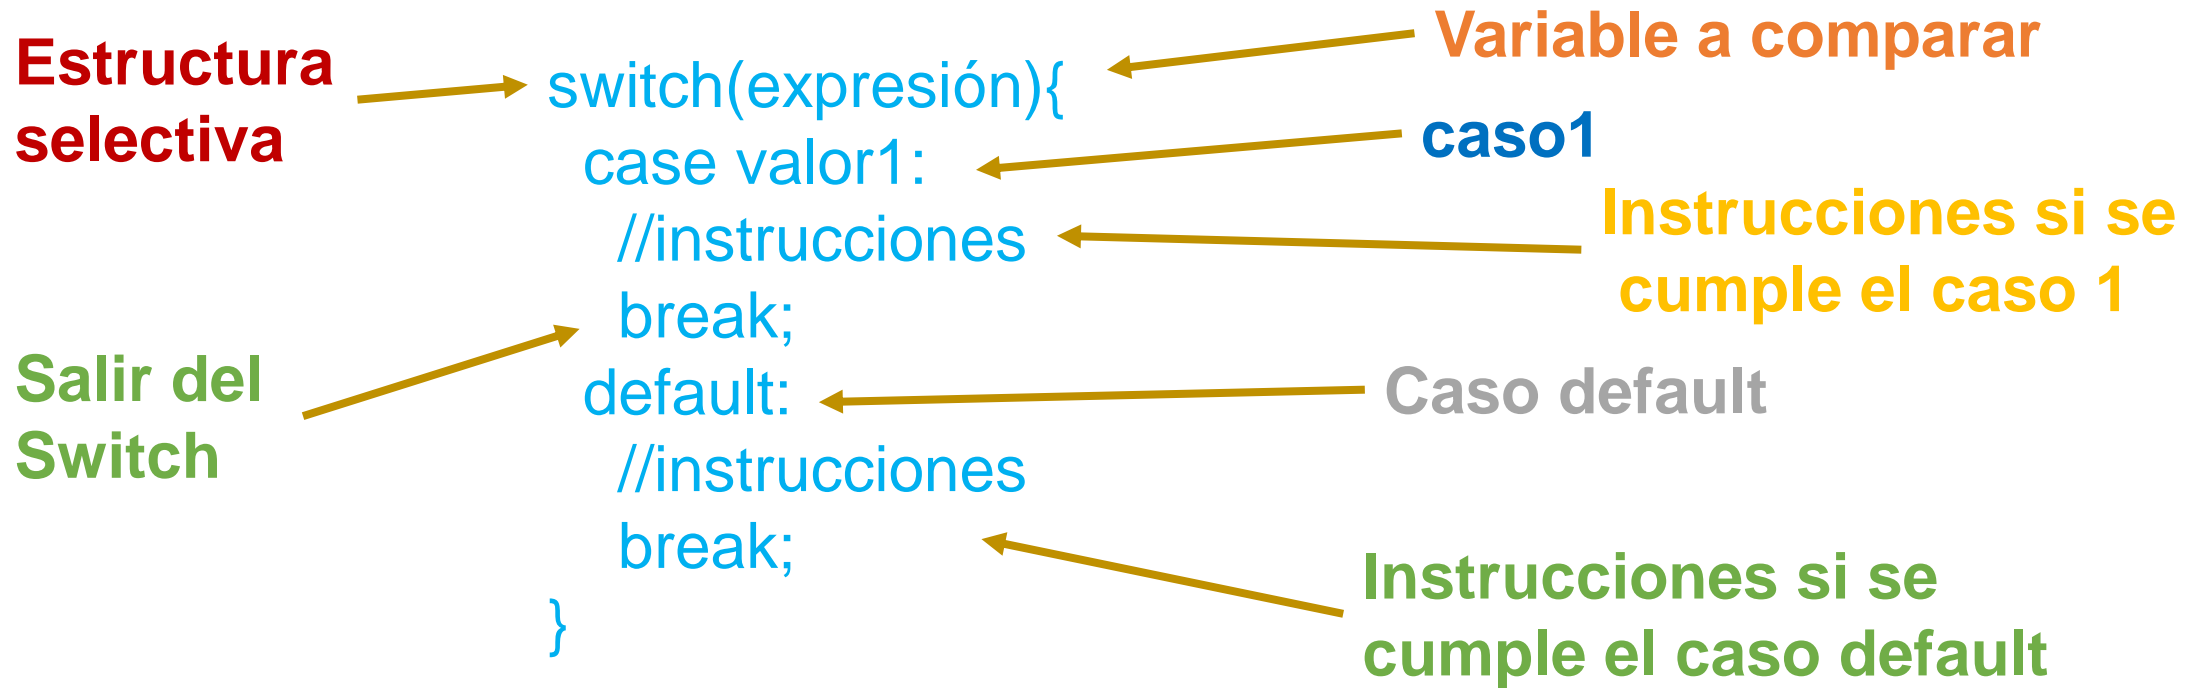 Estructura
selectiva
Salir del
Switch
switch(expresión){
case valor1:
//instrucciones
break;
default:
//instrucciones
break;
}
Variable a comparar
caso1
Instrucciones si se
cumple el caso 1
Caso default
Instrucciones si se
cumple el caso default